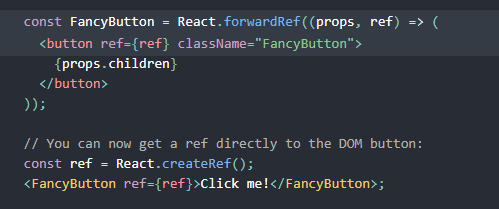 const FancyButton = React.forwardRef((props, ref) => (
  <button ref={ref} className="FancyButton">
    {props.children}
  </button>
));
// You can now get a ref directly to the DOM button:
const ref = React.createRef();
<FancyButton ref={ref}>Click me!</FancyButton>;